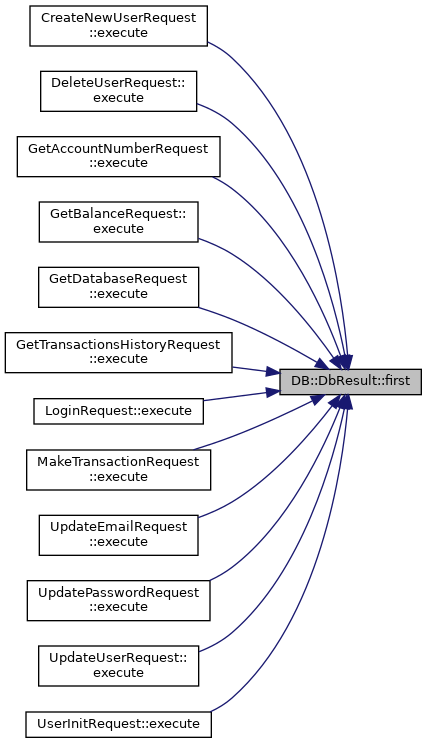 CreateNewUserRequest
::execute
DeleteUserRequest::
execute
GetAccountNumberRequest
::execute
GetBalanceRequest::
execute
GetDatabaseRequest
::execute
GetTransactionsHistoryRequest
::execute
DB::DbResult::first
LoginRequest::execute
MakeTransactionRequest
::execute
UpdateEmailRequest
::execute
UpdatePasswordRequest
::execute
UpdateUserRequest::
execute
UserInitRequest::execute